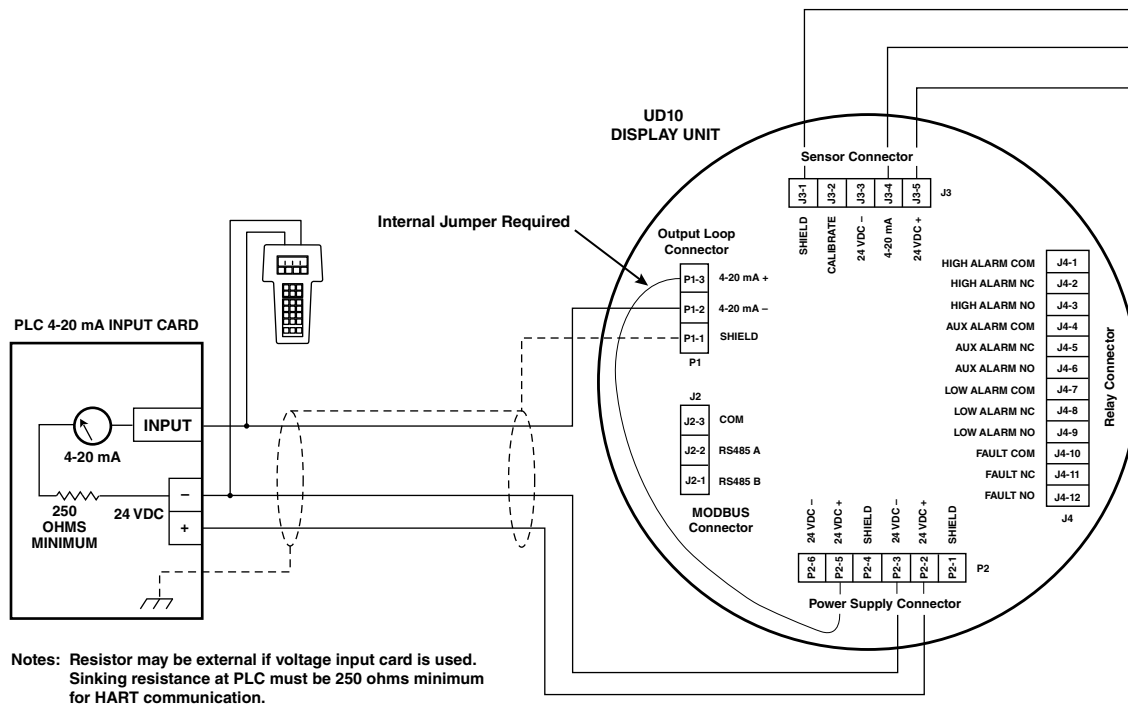 UD10
DISPLAY UNIT
Sensor Connector
J3-1
J3-2
J3-3
J3-4
J3-5
J3
SHIELD
CALIBRATE
24 VDC –
4-20 mA
24 VDC +
Internal Jumper Required
Output Loop
Connector
P1-3 4-20 mA +
P1-2 4-20 mA –
P1-1 SHIELD
P1
HIGH ALARM COM J4-1
HIGH ALARM NC J4-2
HIGH ALARM NO J4-3
AUX ALARM COM J4-4
AUX ALARM NC J4-5
AUX ALARM NO J4-6
LOW ALARM COM J4-7
LOW ALARM NC J4-8
LOW ALARM NO J4-9
FAULT COM J4-10
FAULT NC J4-11
FAULT NO J4-12
J4
Relay Connector
PLC 4-20 mA INPUT CARD
INPUT
4-20 mA
250
OHMS
MINIMUM
24 VDC
–
+
J2
J2-3 COM
J2-2 RS485 A
J2-1 RS485 B
MODBUS
Connector
24 VDC –
24 VDC +
SHIELD
24 VDC –
24 VDC +
SHIELD
P2-6
P2-5
P2-4
P2-3
P2-2
P2-1
P2
Power Supply Connector
Notes: Resistor may be external if voltage input card is used.
Sinking resistance at PLC must be 250 ohms minimum
for HART communication.